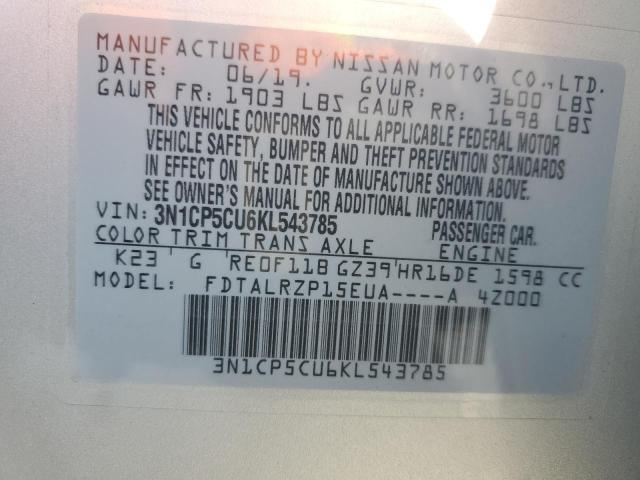 MANUFACTURED BY NISSAN MOTOR CO., LTD.
DATE: 06/19. GVWR: 3600 LBS
GAWR FR: 1903 LBS GAWR RR: 1698 LBS
THIS VEHICLE CONFORMS TO ALL APPLICABLE FEDERAL MOTOR
VEHICLE SAFETY, BUMPER AND THEFT PREVENTION STANDARDS
IN EFFECT ON THE DATE OF MANUFACTURE SHOWN ABOVE.
SEE OWNER'S MANUAL FOR ADDITIONAL INFORMATION.
VIN: 3N1CP5CU6KL543785 PASSENGER CAR.
COLOR TRIM TRANS AXLE ENGINE
K23 ' G 'RE0F11B GZ39'HR16DE 1598 CC
MODEL: FDTALRZP15EUA----A 4Z000
3N1CP5CU6KL543785